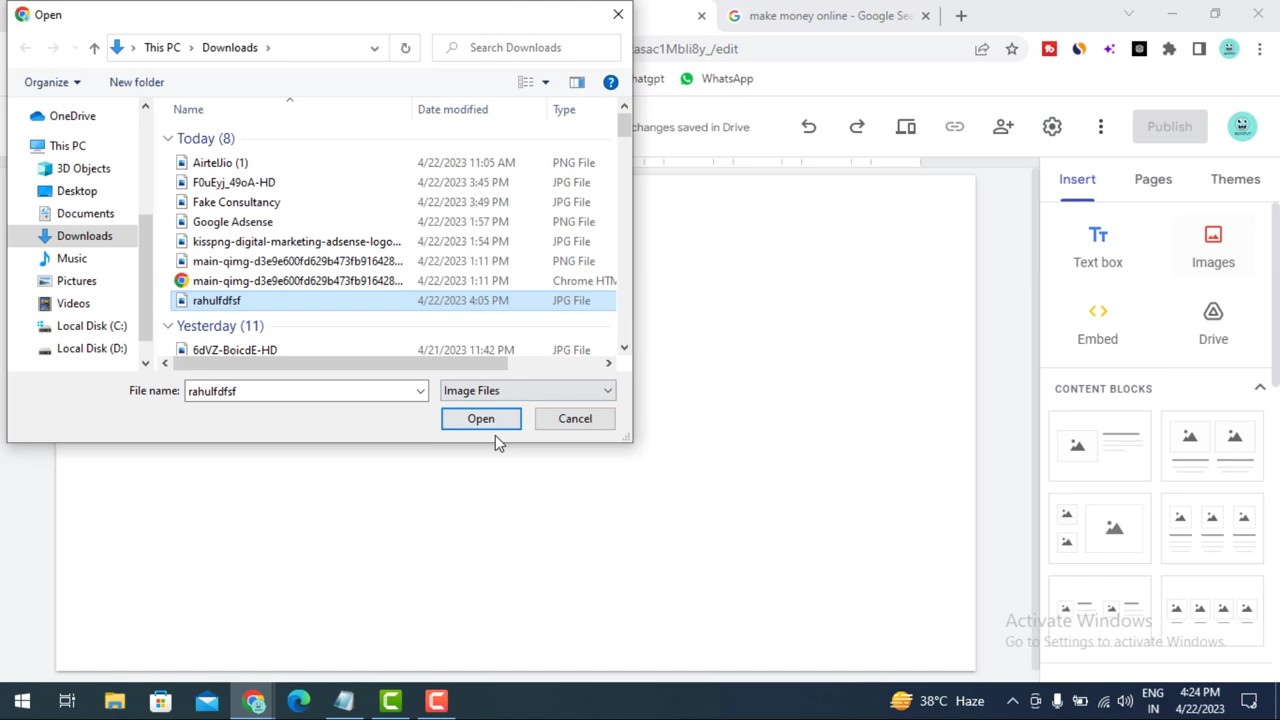 Open
make money online - Google Sea
This PC
Downloads
Search Downloads
asac1Mbli8y_/edit
Organize
New folder
hatgpt
WhatsApp
Name
Date modified
Type
OneDrive
This PC
3D Objects
Desktop
Documents
Downloads
Music
Pictures
Videos
Local Disk (C:)
Local Disk (D:)
Today (8)
AirtelJio (1) 4/22/2023 11:05 AM PNG File
F0uEyj_49oA-HD 4/22/2023 3:45 PM JPG File
Fake Consultancy 4/22/2023 3:49 PM JPG File
Google Adsense 4/22/2023 1:57 PM PNG File
kisspng-digital-marketing-adsense-logo... 4/22/2023 1:54 PM JPG File
main-qimg-d3e9e600fd629b473fb916428... 4/22/2023 1:11 PM PNG File
main-qimg-d3e9e600fd629b473fb916428... 4/22/2023 1:11 PM Chrome HTM
rahulfdfsf 4/22/2023 4:05 PM JPG File
Yesterday (11)
6dVZ-BoicdE-HD 4/21/2023 11:42 PM JPG File
File name: rahulfdfsf
Image Files
Open
Cancel
changes saved in Drive
Publish
Insert
Pages
Themes
Text box
Images
Embed
Drive
CONTENT BLOCKS
Activate Windows
Go to Settings to activate Windows.
38°C Haze
ENG
IN
4:24 PM
4/22/2023